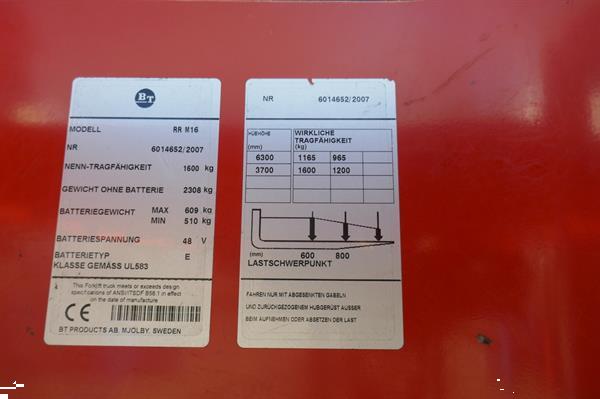 BT
MODELL RR M16
NR 6014652/2007
NENN-TRAGFÄHIGKEIT 1600 kg
GEWICHT OHNE BATTERIE 2308 kg
BATTERIEGEWICHT MAX 609 kg
MIN 510 kg
BATTERIESPANNUNG 48 V
BATTERIETYP E
KLASSE GEMÄSS UL583
This Forklift truck meets or exceeds design
specifications of ANSI/ITSDF B56.1 in effect
on the date of manufacture
CE
BT PRODUCTS AB, MJOLBY, SWEDEN
NR 6014652/2007
HUBHÖHE
(mm)
WIRKLICHE
TRAGFÄHIGKEIT
(kg)
6300 1165 965
3700 1600 1200
(mm) 600 800
LASTSCHWERPUNKT
FAHREN NUR MIT ABGESENKTEN GABELN
UND ZURÜCKGEZOGENEM HUBGERÜST AUSSER
BEIM AUFNEHMEN ODER ABSETZEN DER LAST